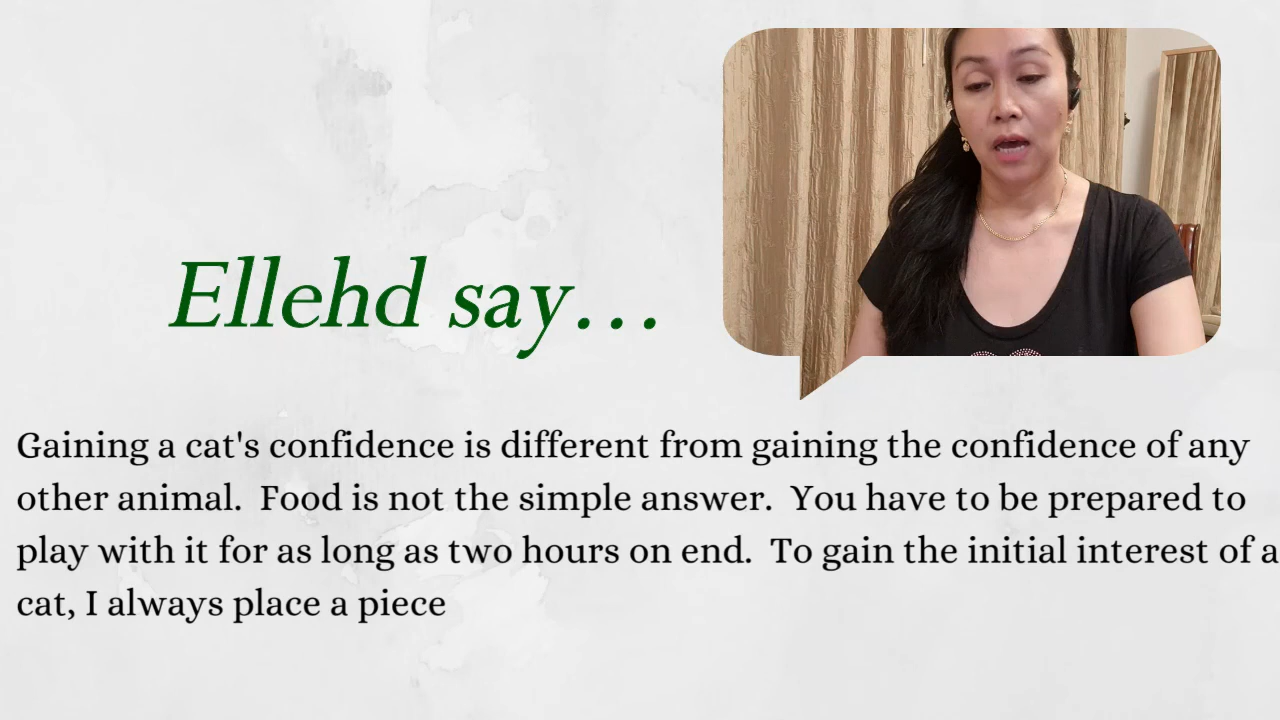 Ellehd say...
Gaining a cat's confidence is different from gaining the confidence of any
other animal.  Food is not the simple answer.  You have to be prepared to
play with it for as long as two hours on end.  To gain the initial interest of a
cat, I always place a piece